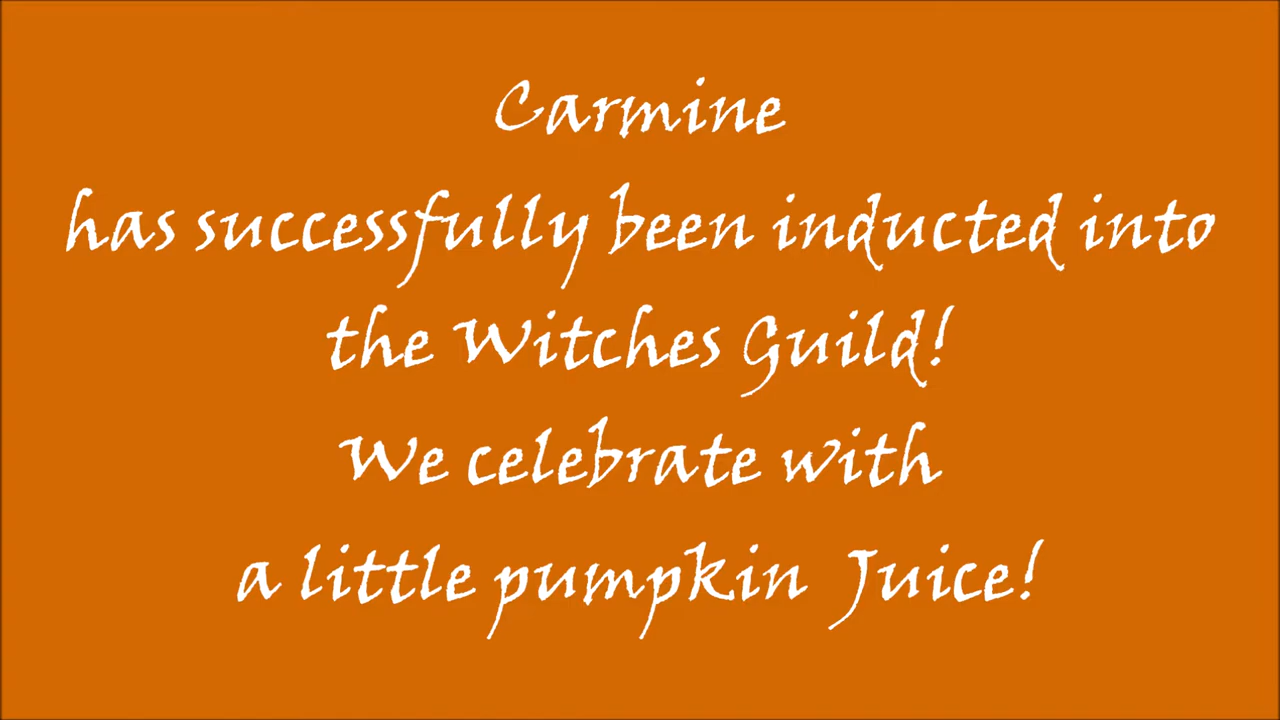 Carmine
has successfully been inducted into
the Witches Guild!
We celebrate with
a little pumpkin Juice!